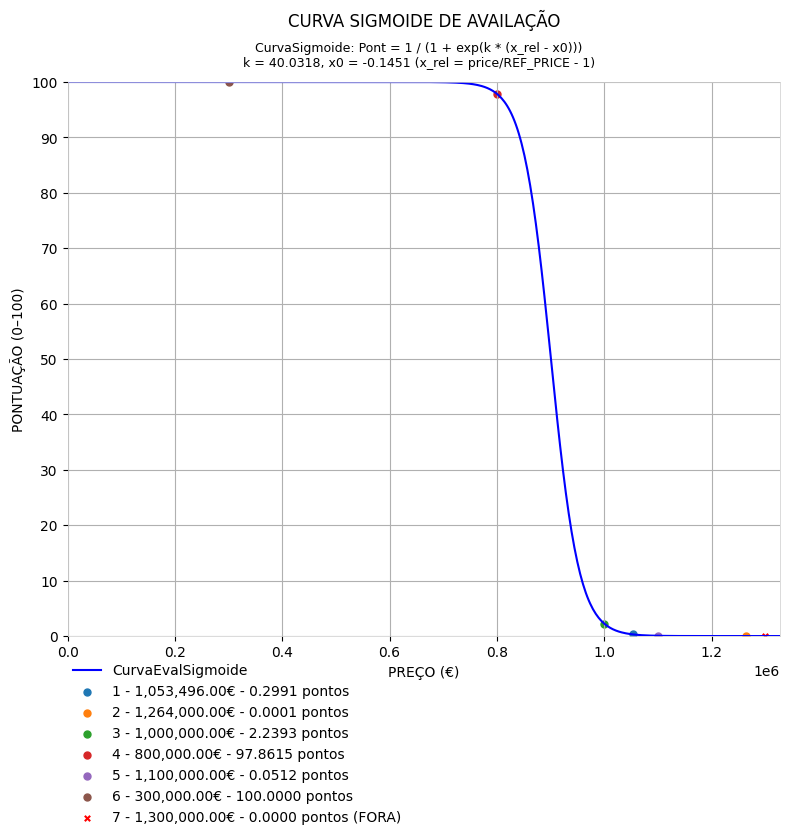 CURVA SIGMOIDE DE AVAILAÇÃO
CurvaSigmoide: Pont = 1 / (1 + exp(k * (x_rel - x0)))
k = 40.0318, x0 = -0.1451 (x_rel = price/REF_PRICE - 1)
PONTUAÇÃO (0–100)
100
90
80
70
60
50
40
30
20
10
0
0.0 0.2 0.4 0.6 0.8 1.0 1.2
PREÇO (€)
1e6
CurvaEvalSigmoide
1 - 1,053,496.00€ - 0.2991 pontos
2 - 1,264,000.00€ - 0.0001 pontos
3 - 1,000,000.00€ - 2.2393 pontos
4 - 800,000.00€ - 97.8615 pontos
5 - 1,100,000.00€ - 0.0512 pontos
6 - 300,000.00€ - 100.0000 pontos
7 - 1,300,000.00€ - 0.0000 pontos (FORA)